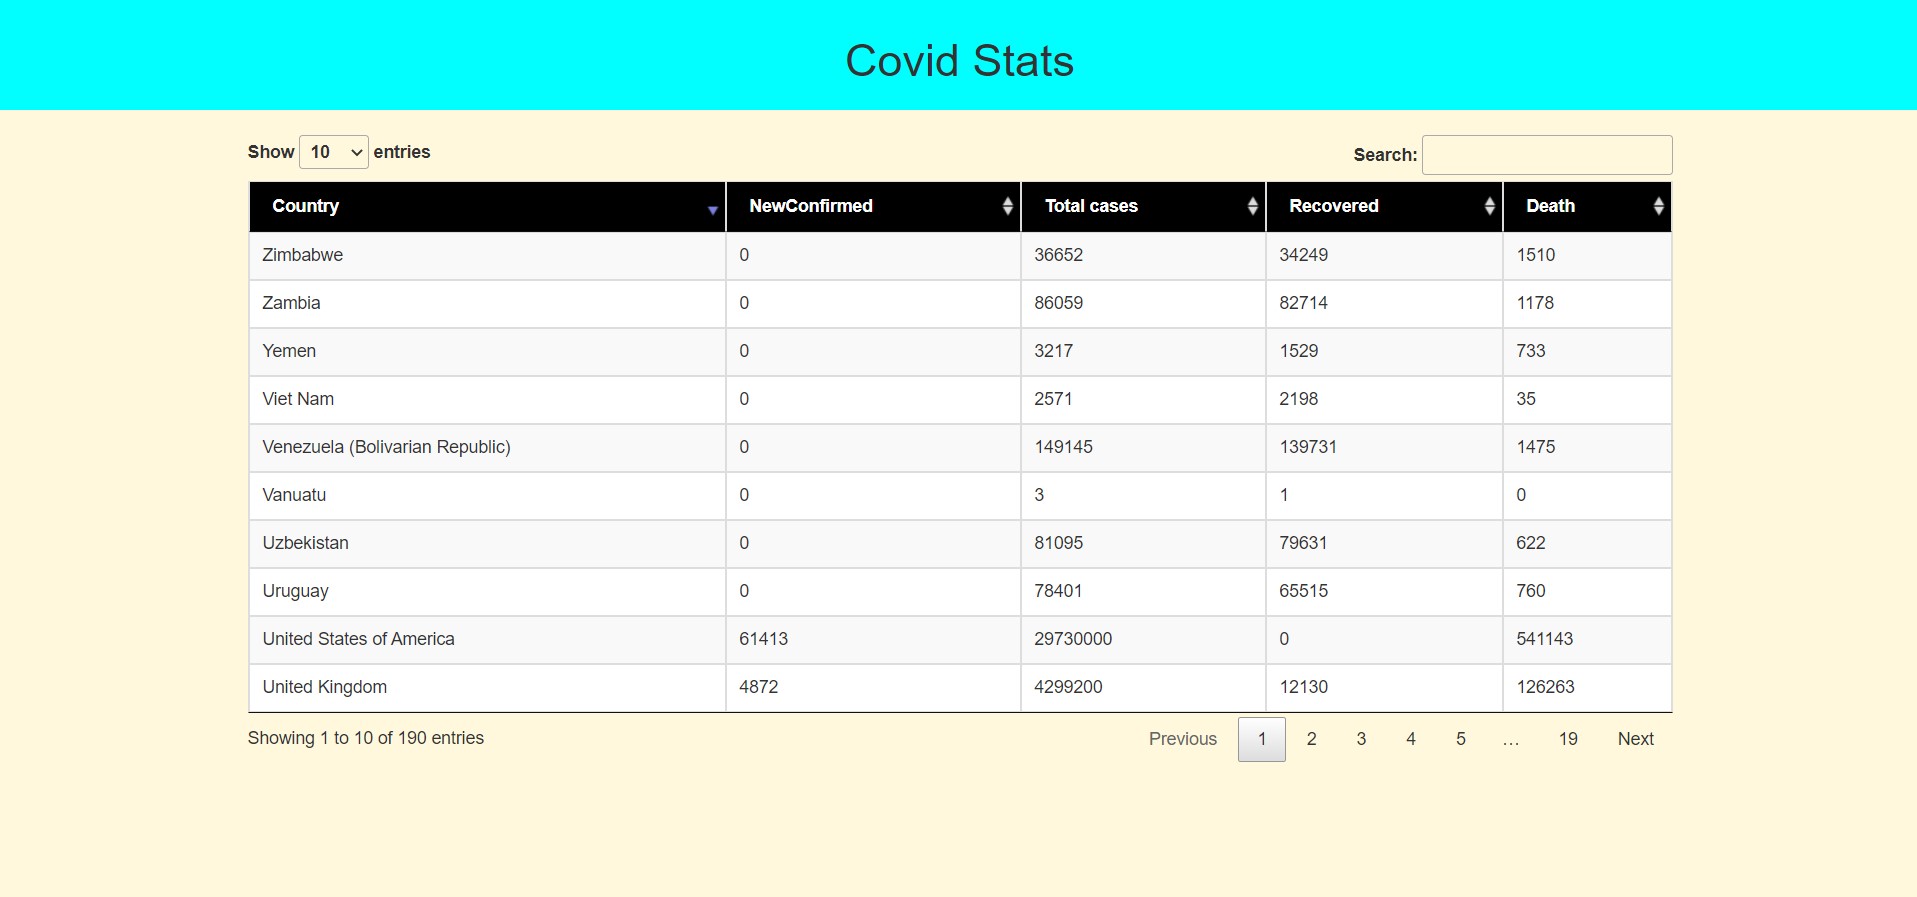 Covid Stats
Show 10 entries Search:
Country NewConfirmed Total cases Recovered Death
Zimbabwe 0 36652 34249 1510
Zambia 0 86059 82714 1178
Yemen 0 3217 1529 733
Viet Nam 0 2571 2198 35
Venezuela (Bolivarian Republic) 0 149145 139731 1475
Vanuatu 0 3 1 0
Uzbekistan 0 81095 79631 622
Uruguay 0 78401 65515 760
United States of America 61413 29730000 0 541143
United Kingdom 4872 4299200 12130 126263
Showing 1 to 10 of 190 entries Previous 1 2 3 4 5 … 19 Next